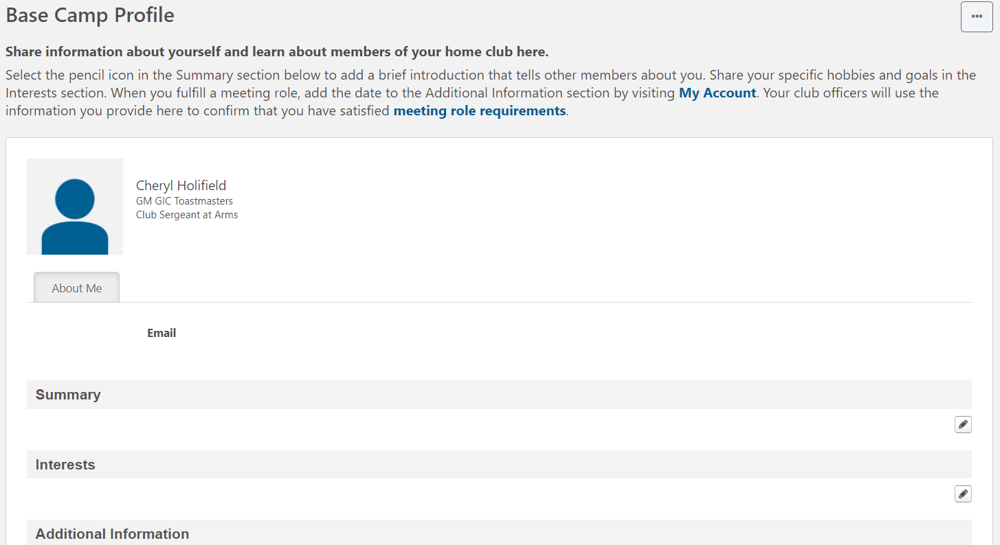 Base Camp Profile
...
Share information about yourself and learn about members of your home club here.
Select the pencil icon in the Summary section below to add a brief introduction that tells other members about you. Share your specific hobbies and goals in the
Interests section. When you fulfill a meeting role, add the date to the Additional Information section by visiting My Account. Your club officers will use the
information you provide here to confirm that you have satisfied meeting role requirements.
Cheryl Holifield
GM GIC Toastmasters
Club Sergeant at Arms
About Me
Email
Summary
Interests
Additional Information